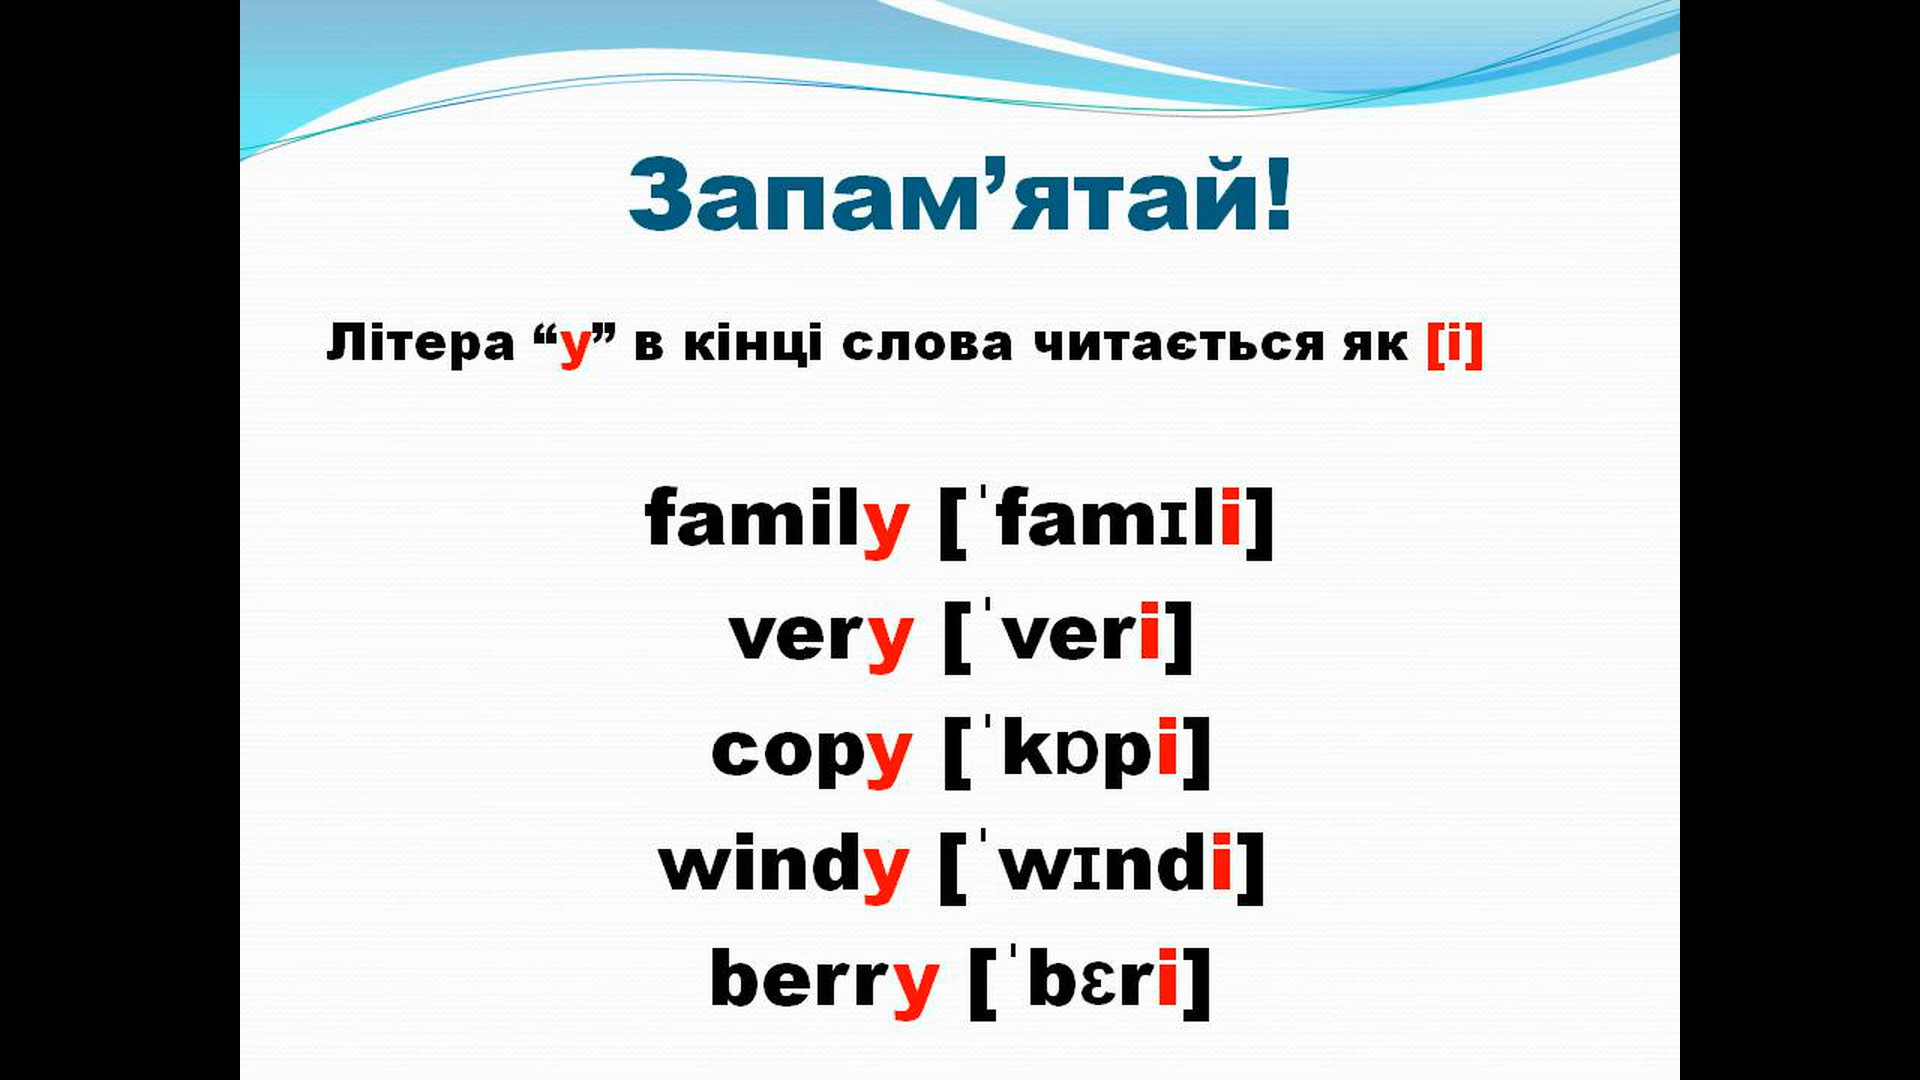 Запам’ятай!
Літера “y” в кінці слова читається як [i]
family [ˈfamɪli]
very [ˈveri]
copy [ˈkɒpi]
windy [ˈwɪndi]
berry [ˈbɛri]